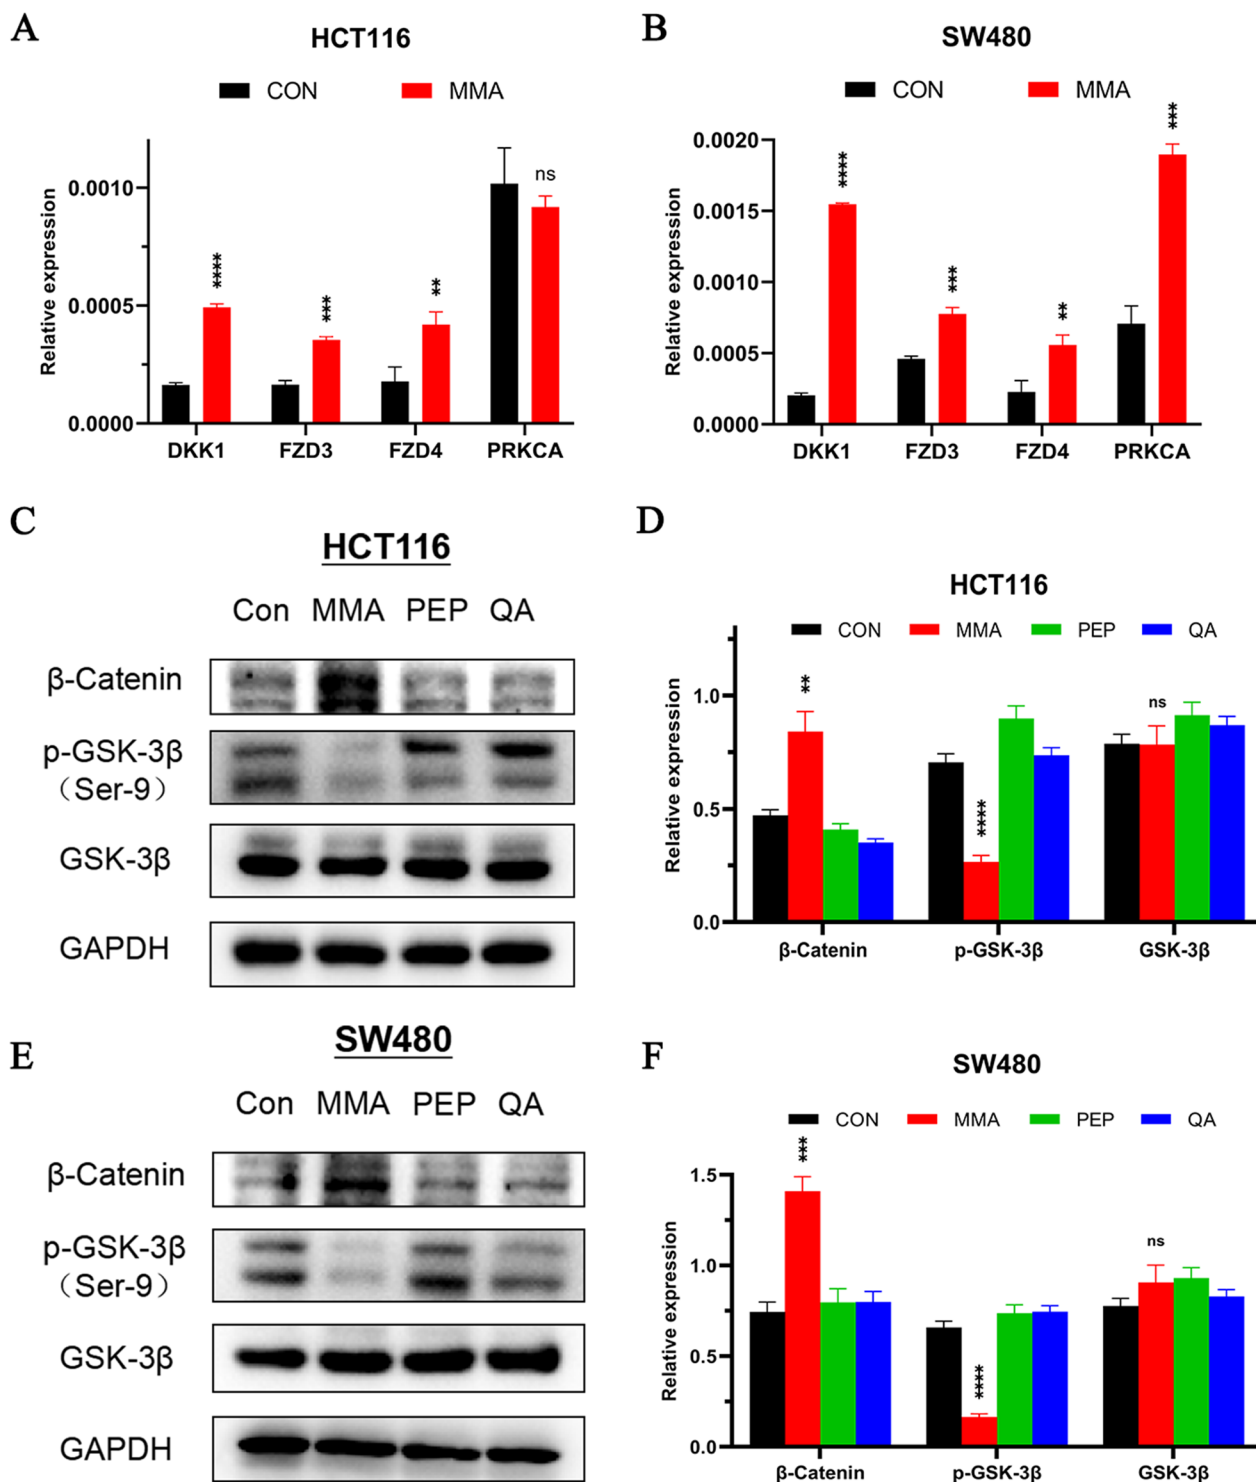 A
HCT116
CON MMA
Relative expression
0.0010
0.0005
0.0000
**** *** ** ns
DKK1 FZD3 FZD4 PRKCA
B
SW480
CON MMA
Relative expression
0.0020
0.0015
0.0010
0.0005
0.0000
**** *** ** ***
DKK1 FZD3 FZD4 PRKCA
C
HCT116
Con MMA PEP QA
β-Catenin
p-GSK-3β
（Ser-9）
GSK-3β
GAPDH
D
HCT116
CON MMA PEP QA
Relative expression
1.0
0.5
0.0
** **** ns
β-Catenin p-GSK-3β GSK-3β
E
SW480
Con MMA PEP QA
β-Catenin
p-GSK-3β
（Ser-9）
GSK-3β
GAPDH
F
SW480
CON MMA PEP QA
Relative expression
1.5
1.0
0.5
0.0
*** **** ns
β-Catenin p-GSK-3β GSK-3β